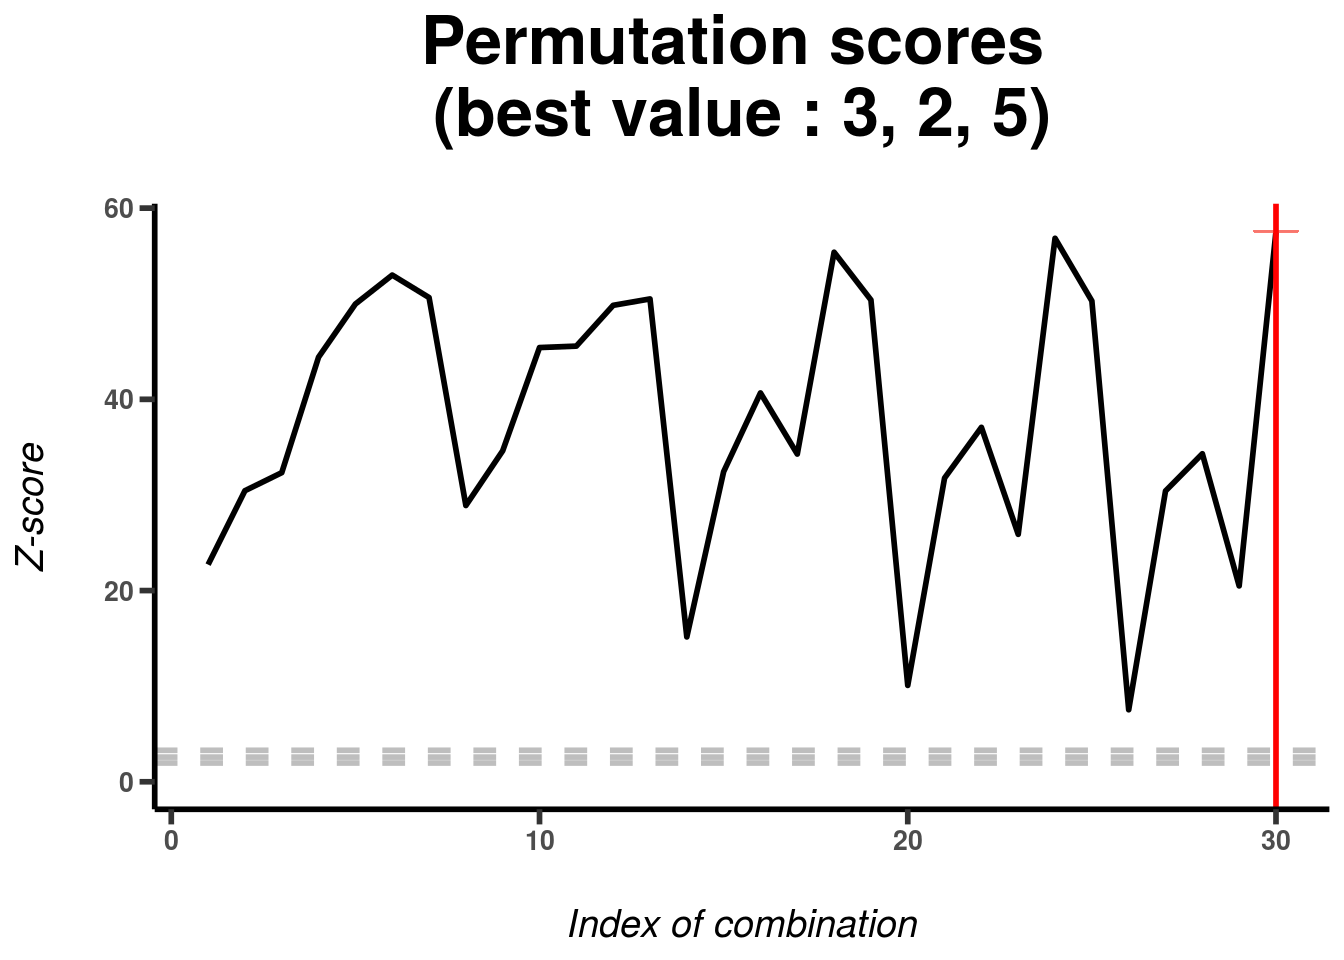 Permutation scores
(best value : 3, 2, 5)
60
40
20
0
Z-score
0
10
20
30
Index of combination